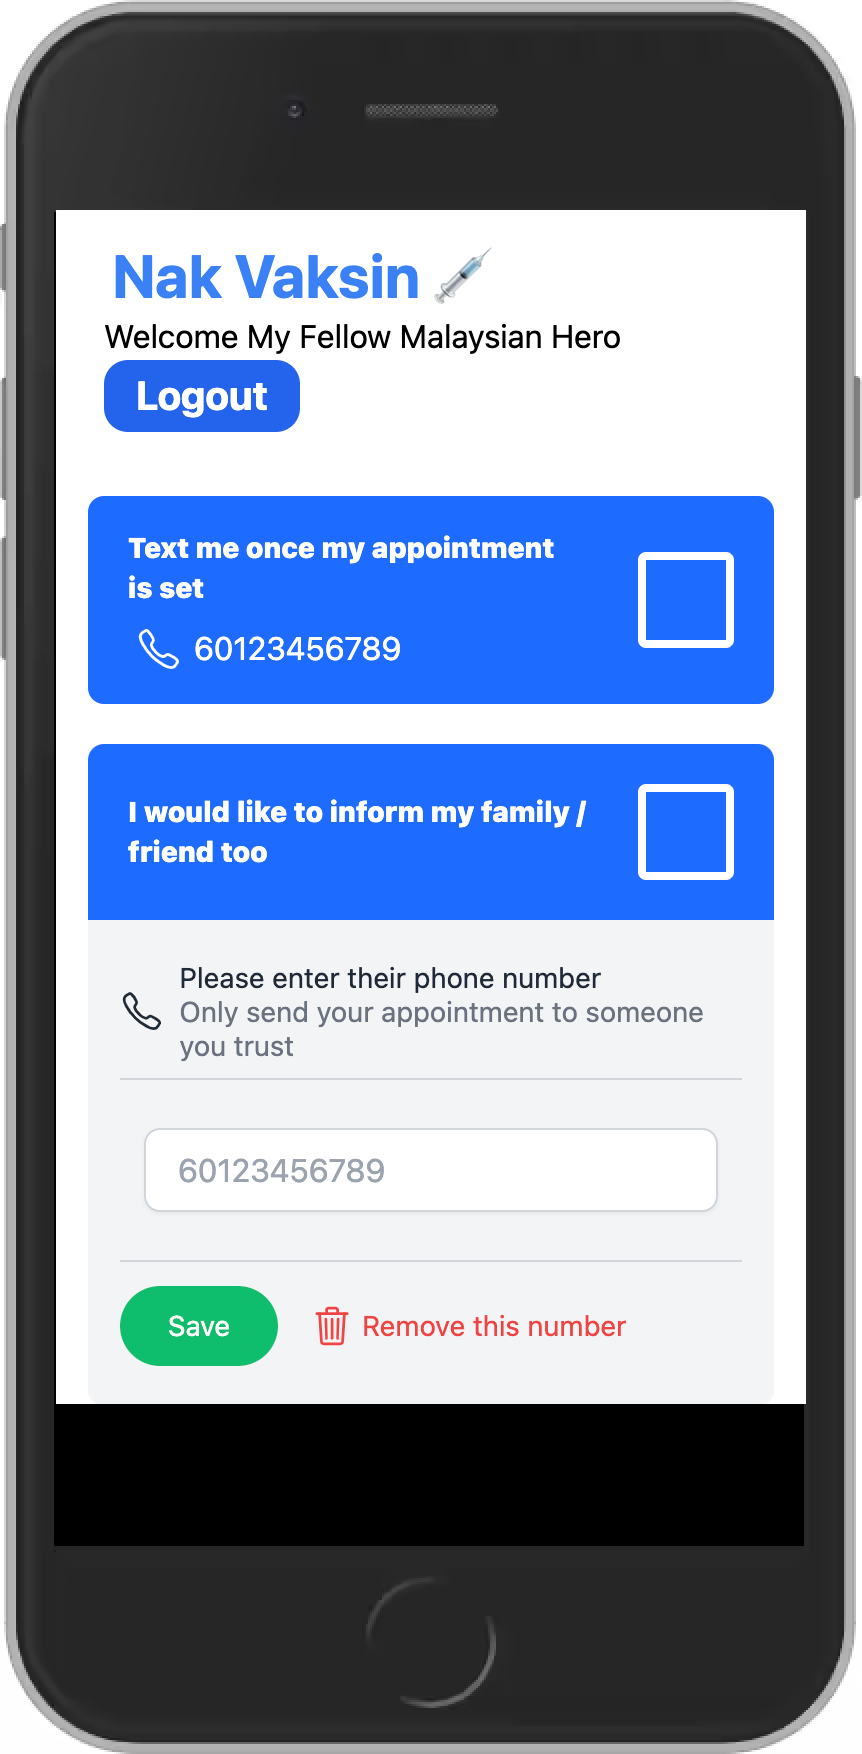 Nak Vaksin
Welcome My Fellow Malaysian Hero
Logout
Text me once my appointment
is set
60123456789
I would like to inform my family /
friend too
Please enter their phone number
Only send your appointment to someone
you trust
60123456789
Save
Remove this number